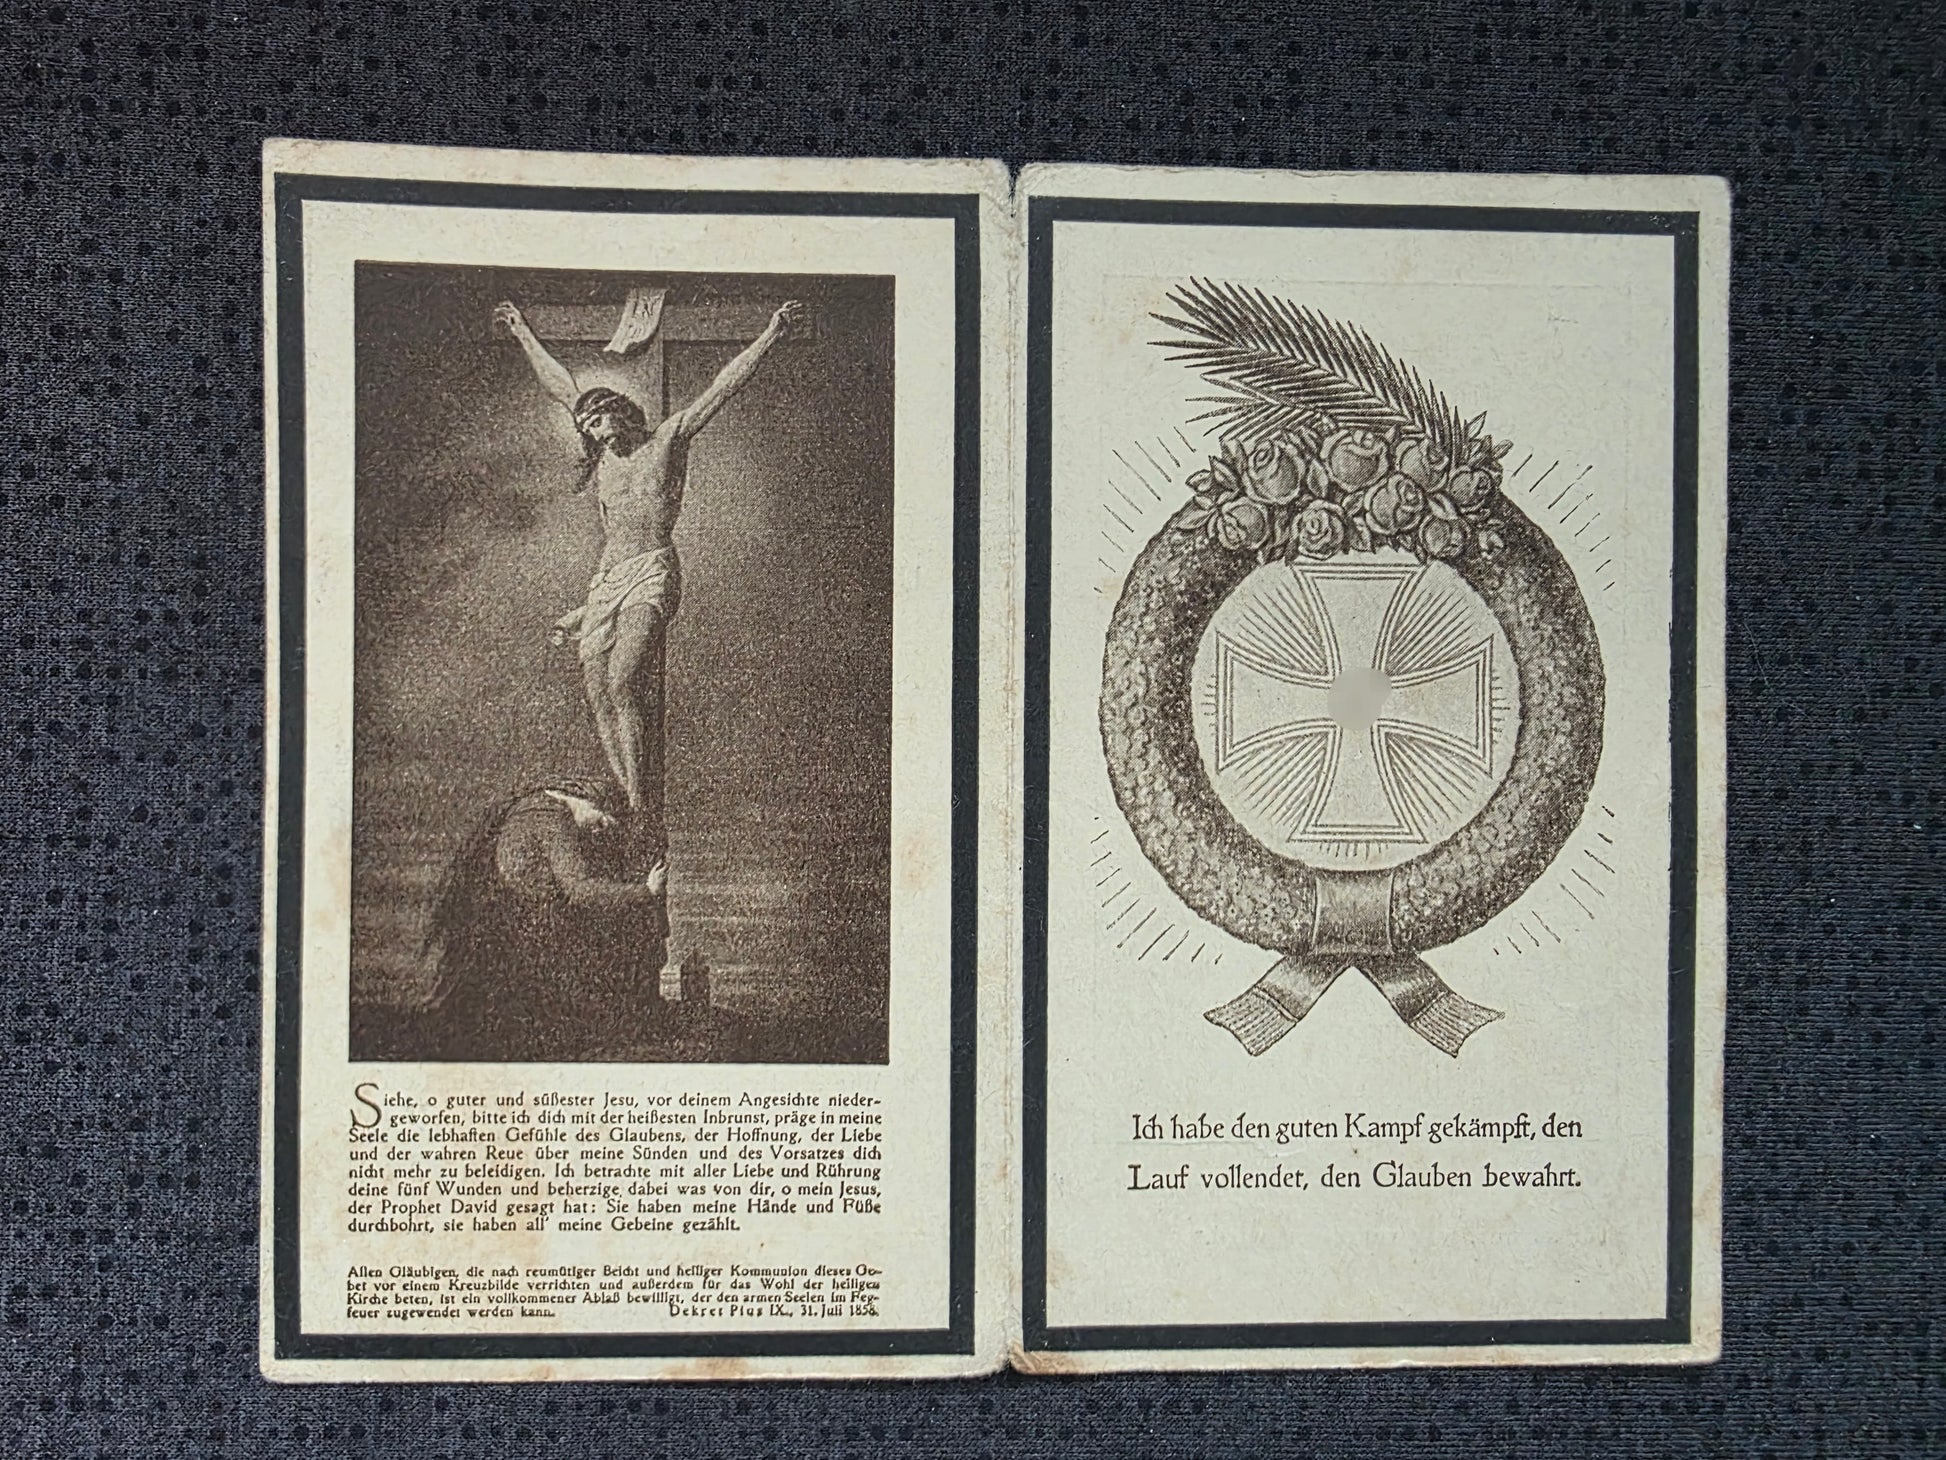 Siehe, o guter und süßester Jesu, vor deinem Angesichte nieder-
geworfen, bitte ich dich mit der heißesten Inbrunst, präge in meine
Seele die lebhaften Gefühle des Glaubens, der Hoffnung, der Liebe
und der wahren Reue über meine Sünden und des Vorsatzes dich
nicht mehr zu beleidigen. Ich betrachte mit aller Liebe und Rührung
deine fünf Wunden und beherzige dabei was von dir, o mein Jesus,
der Prophet David gesagt hat: Sie haben meine Hände und Füße
durchbohrt, sie haben all' meine Gebeine gezählt.
Allen Gläubigen, die nach reumütiger Beicht und heiliger Kommunion dieses Ge-
bet vor einem Kreuzbilde verrichten und außerdem für das Wohl der heiligen
Kirche beten, ist ein vollkommener Ablaß bewilligt, der den armen Seelen im Feg-
feuer zugewendet werden kann. Dekret Pius IX., 31. Juli 1858.
Ich habe den guten Kampf gekämpft, den
Lauf vollendet, den Glauben bewahrt.